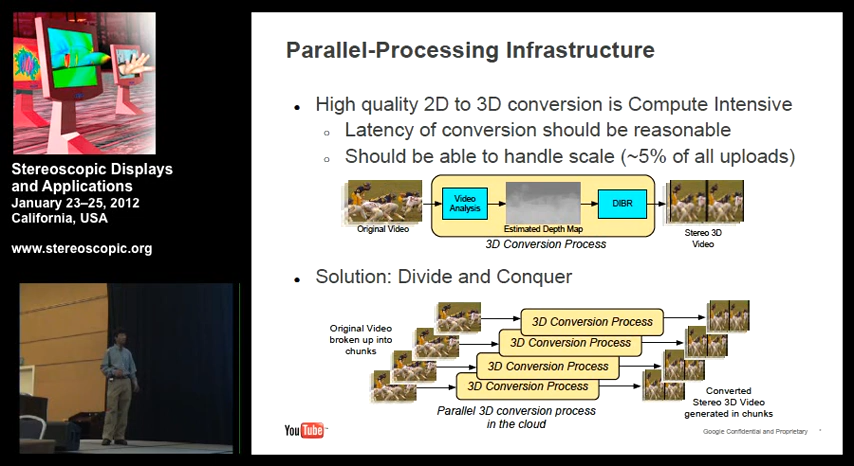 Stereoscopic Displays
and Applications
January 23–25, 2012
California, USA
www.stereoscopic.org
Parallel-Processing Infrastructure
● High quality 2D to 3D conversion is Compute Intensive
○ Latency of conversion should be reasonable
○ Should be able to handle scale (~5% of all uploads)
Original Video
Video
Analysis
Estimated Depth Map
DIBR
Stereo 3D
Video
3D Conversion Process
● Solution: Divide and Conquer
Original Video
broken up into
chunks
3D Conversion Process
3D Conversion Process
3D Conversion Process
3D Conversion Process
Converted
Stereo 3D Video
generated in chunks
Parallel 3D conversion process
in the cloud
YouTube
Google Confidential and Proprietary